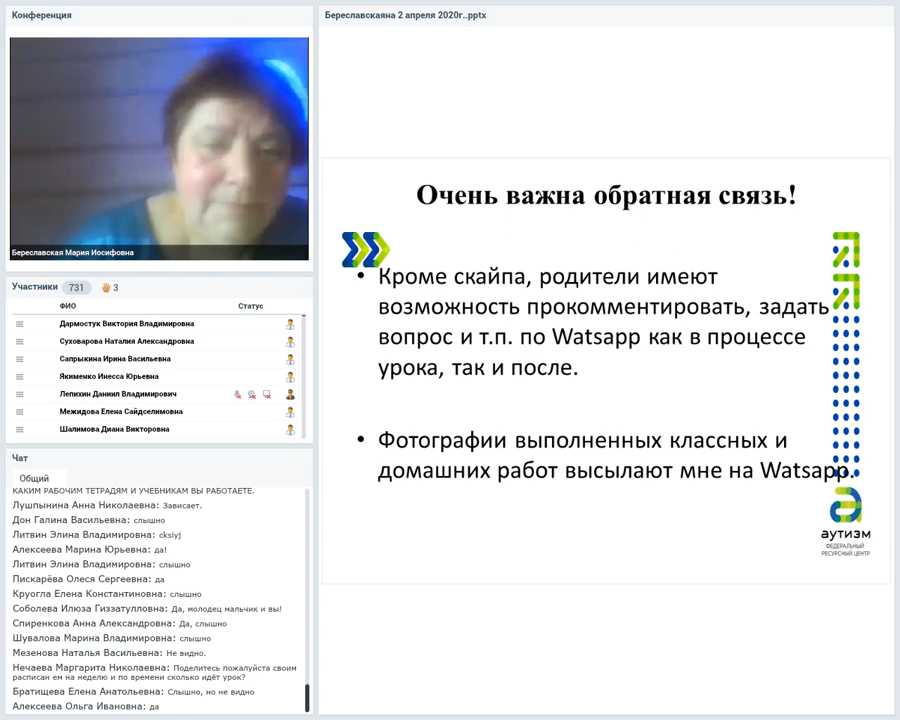 Конференция
Береславская Мария Иосифовна
Участники 731 3
ФИО Статус
Дармостук Виктория Владимировна
Суховарова Наталия Александровна
Сапрыкина Ирина Васильевна
Якименко Инесса Юрьевна
Лепихин Даниил Владимирович
Межидова Елена Сайдселимовна
Шалимова Диана Викторовна
Чат
Общий
КАКИМ РАБОЧИМ ТЕТРАДЯМ И УЧЕБНИКАМ ВЫ РАБОТАЕТЕ.
Лушпынина Анна Николаевна: Зависает.
Дон Галина Васильевна: слышно
Литвин Элина Владимировна: cksiyj
Алексеева Марина Юрьевна: да!
Литвин Элина Владимировна: слышно
Пискарёва Олеся Сергеевна: да
Круогла Елена Константиновна: слышно
Соболева Илюза Гиззатулловна: Да, молодец мальчик и вы!
Спиренкова Анна Александровна: Да, слышно
Шувалова Марина Владимировна: слышно
Мезенова Наталья Васильевна: Не видно.
Нечаева Маргарита Николаевна: Поделитесь пожалуйста своим
расписан ем на неделю и по времени сколько идёт урок?
Братищева Елена Анатольевна: Слышно, но не видно
Алексеева Ольга Ивановна: да
Береславскаяна 2 апреля 2020г..pptx
Очень важна обратная связь!
• Кроме скайпа, родители имеют
возможность прокомментировать, задать
вопрос и т.п. по Watsapp как в процессе
урока, так и после.
• Фотографии выполненных классных и
домашних работ высылают мне на Watsapp.
аутизм
ФЕДЕРАЛЬНЫЙ
РЕСУРСНЫЙ ЦЕНТР